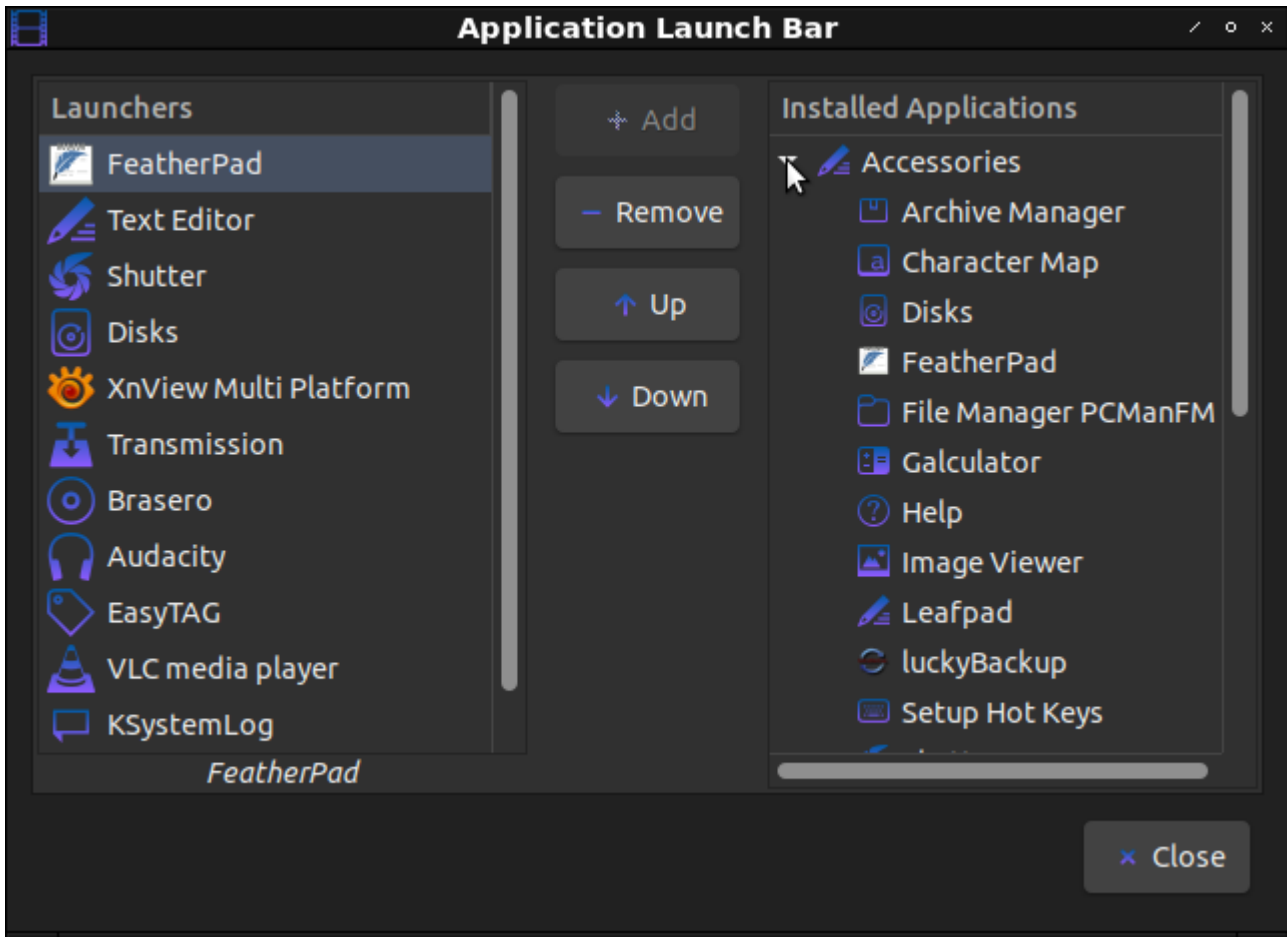 Application Launch Bar
Launchers
FeatherPad
Text Editor
Shutter
Disks
XnView Multi Platform
Transmission
Brasero
Audacity
EasyTAG
VLC media player
KSystemLog
FeatherPad
Add
Remove
Up
Down
Installed Applications
Accessories
Archive Manager
a Character Map
Disks
FeatherPad
File Manager PCManFM
Galculator
? Help
Image Viewer
Leafpad
luckyBackup
Setup Hot Keys
Close